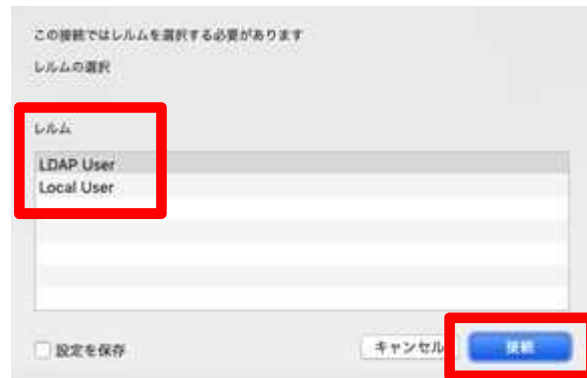 この接続ではレルムを選択する必要があります
レルムの選択
レルム
LDAP User
Local User
設定を保存
キャンセル
接続